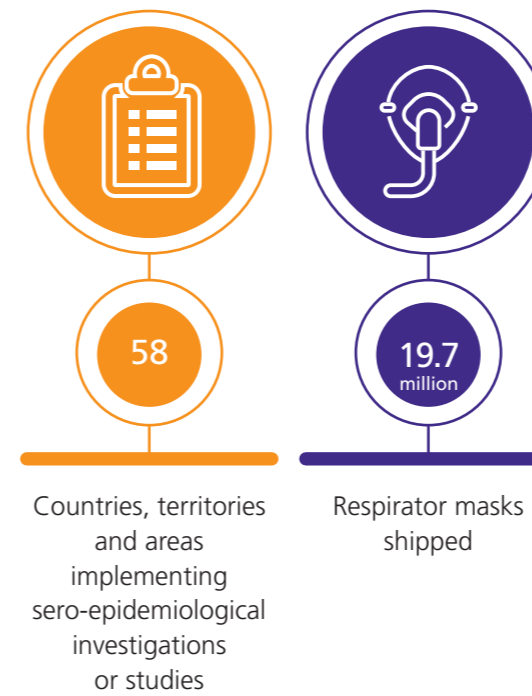 58
Countries, territories
and areas
implementing
sero-epidemiological
investigations
or studies
19.7
million
Respirator masks
shipped